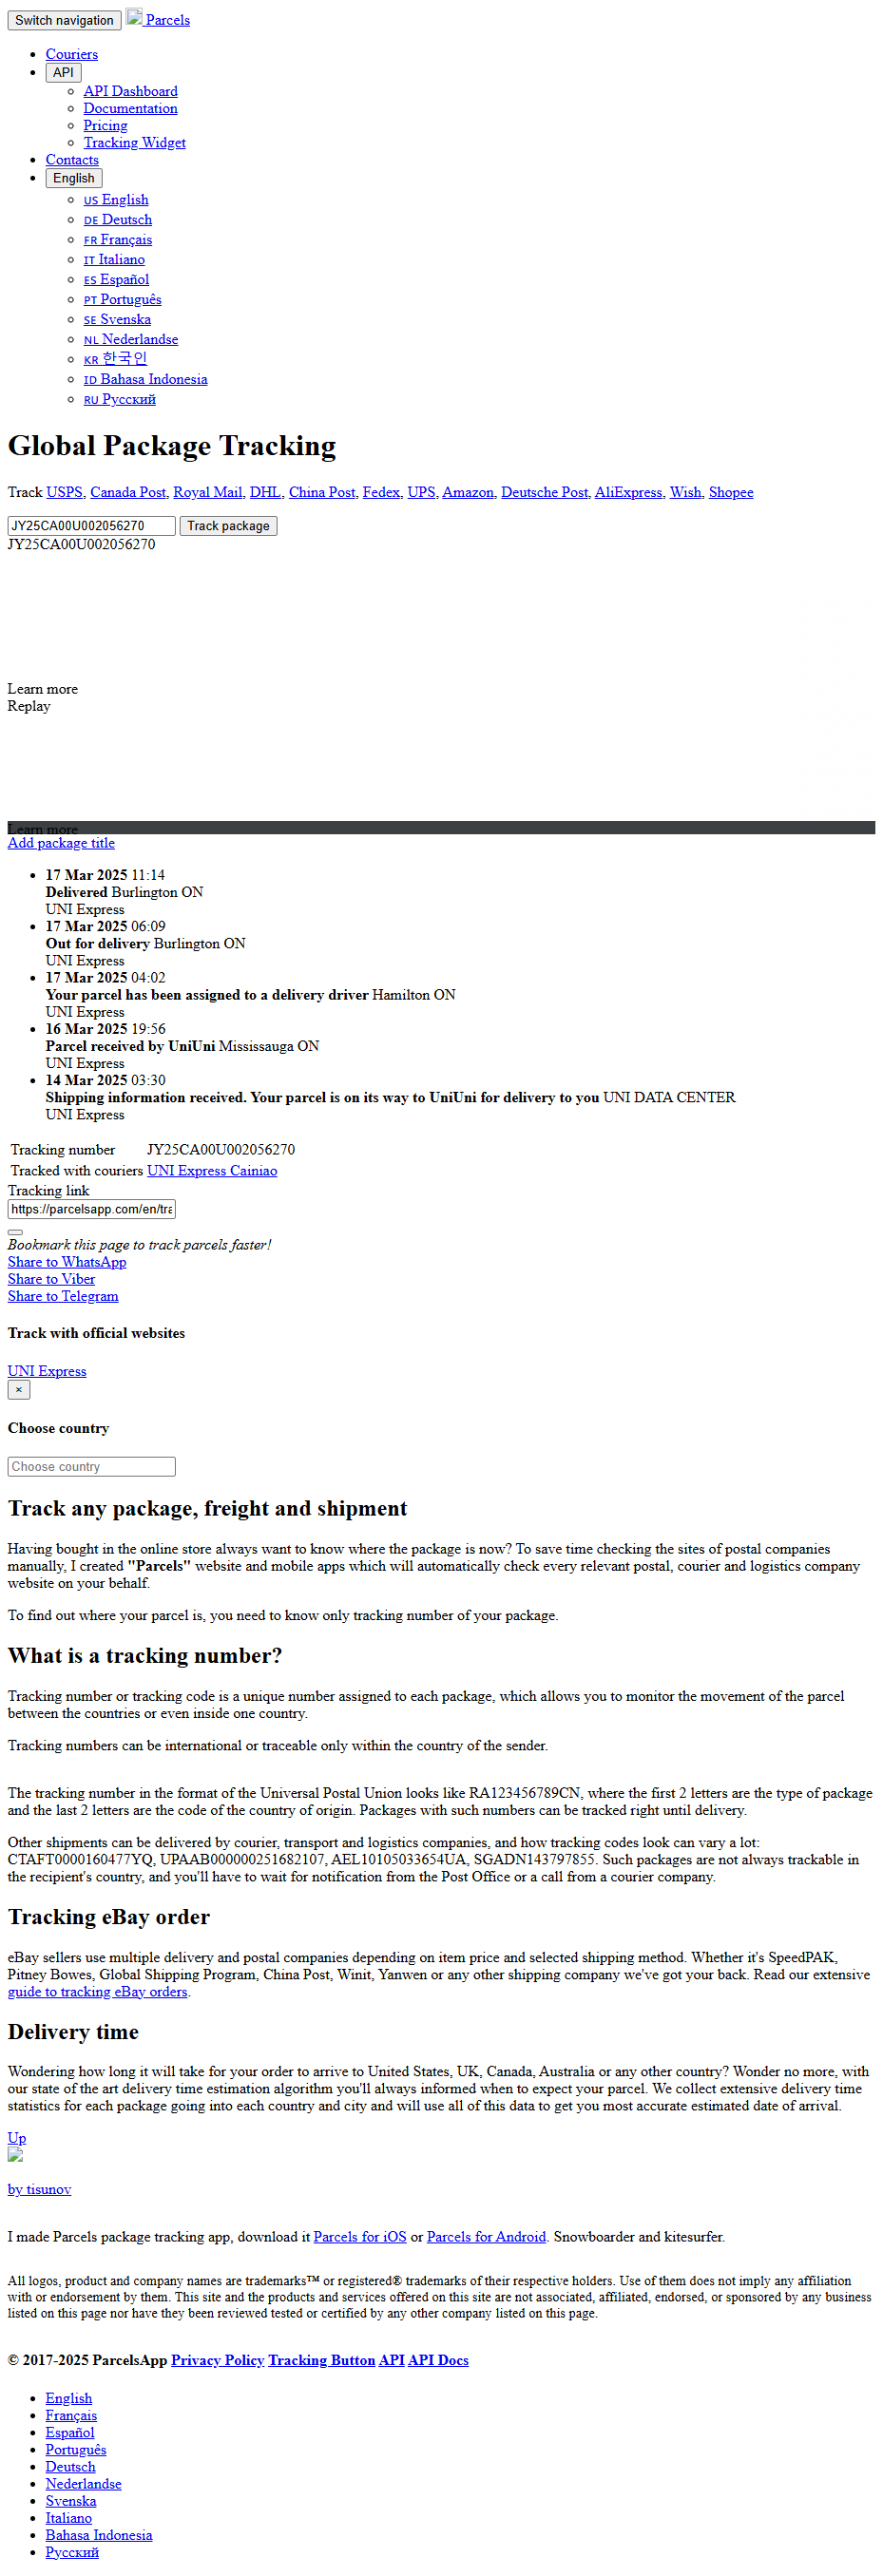 Switch navigation Parcels
Couriers
API
API Dashboard
Documentation
Pricing
Tracking Widget
Contacts
English
US English
DE Deutsch
FR Français
IT Italiano
ES Español
PT Português
SE Svenska
NL Nederlandse
KR 한국인
ID Bahasa Indonesia
RU Русский
Global Package Tracking
Track USPS, Canada Post, Royal Mail, DHL, China Post, Fedex, UPS, Amazon, Deutsche Post, AliExpress, Wish, Shopee
JY25CA00U002056270 Track package
JY25CA00U002056270
Learn more
Replay
Learn more
Add package title
17 Mar 2025 11:14
Delivered Burlington ON
UNI Express
17 Mar 2025 06:09
Out for delivery Burlington ON
UNI Express
17 Mar 2025 04:02
Your parcel has been assigned to a delivery driver Hamilton ON
UNI Express
16 Mar 2025 19:56
Parcel received by UniUni Mississauga ON
UNI Express
14 Mar 2025 03:30
Shipping information received. Your parcel is on its way to UniUni for delivery to you UNI DATA CENTER
UNI Express
Tracking number JY25CA00U002056270
Tracked with couriers UNI Express Cainiao
Tracking link
https://parcelsapp.com/en/tra
Bookmark this page to track parcels faster!
Share to WhatsApp
Share to Viber
Share to Telegram
Track with official websites
UNI Express
×
Choose country
Choose country
Track any package, freight and shipment
Having bought in the online store always want to know where the package is now? To save time checking the sites of postal companies
manually, I created "Parcels" website and mobile apps which will automatically check every relevant postal, courier and logistics company
website on your behalf.
To find out where your parcel is, you need to know only tracking number of your package.
What is a tracking number?
Tracking number or tracking code is a unique number assigned to each package, which allows you to monitor the movement of the parcel
between the countries or even inside one country.
Tracking numbers can be international or traceable only within the country of the sender.
The tracking number in the format of the Universal Postal Union looks like RA123456789CN, where the first 2 letters are the type of package
and the last 2 letters are the code of the country of origin. Packages with such numbers can be tracked right until delivery.
Other shipments can be delivered by courier, transport and logistics companies, and how tracking codes look can vary a lot:
CTAFT0000160477YQ, UPAAB000000251682107, AEL10105033654UA, SGADN143797855. Such packages are not always trackable in
the recipient's country, and you'll have to wait for notification from the Post Office or a call from a courier company.
Tracking eBay order
eBay sellers use multiple delivery and postal companies depending on item price and selected shipping method. Whether it's SpeedPAK,
Pitney Bowes, Global Shipping Program, China Post, Winit, Yanwen or any other shipping company we've got your back. Read our extensive
guide to tracking eBay orders.
Delivery time
Wondering how long it will take for your order to arrive to United States, UK, Canada, Australia or any other country? Wonder no more, with
our state of the art delivery time estimation algorithm you'll always informed when to expect your parcel. We collect extensive delivery time
statistics for each package going into each country and city and will use all of this data to get you most accurate estimated date of arrival.
Up
by tisunov
I made Parcels package tracking app, download it Parcels for iOS or Parcels for Android. Snowboarder and kitesurfer.
All logos, product and company names are trademarks™ or registered® trademarks of their respective holders. Use of them does not imply any affiliation
with or endorsement by them. This site and the products and services offered on this site are not associated, affiliated, endorsed, or sponsored by any business
listed on this page nor have they been reviewed tested or certified by any other company listed on this page.
© 2017-2025 ParcelsApp Privacy Policy Tracking Button API API Docs
English
Français
Español
Português
Deutsch
Nederlandse
Svenska
Italiano
Bahasa Indonesia
Русский